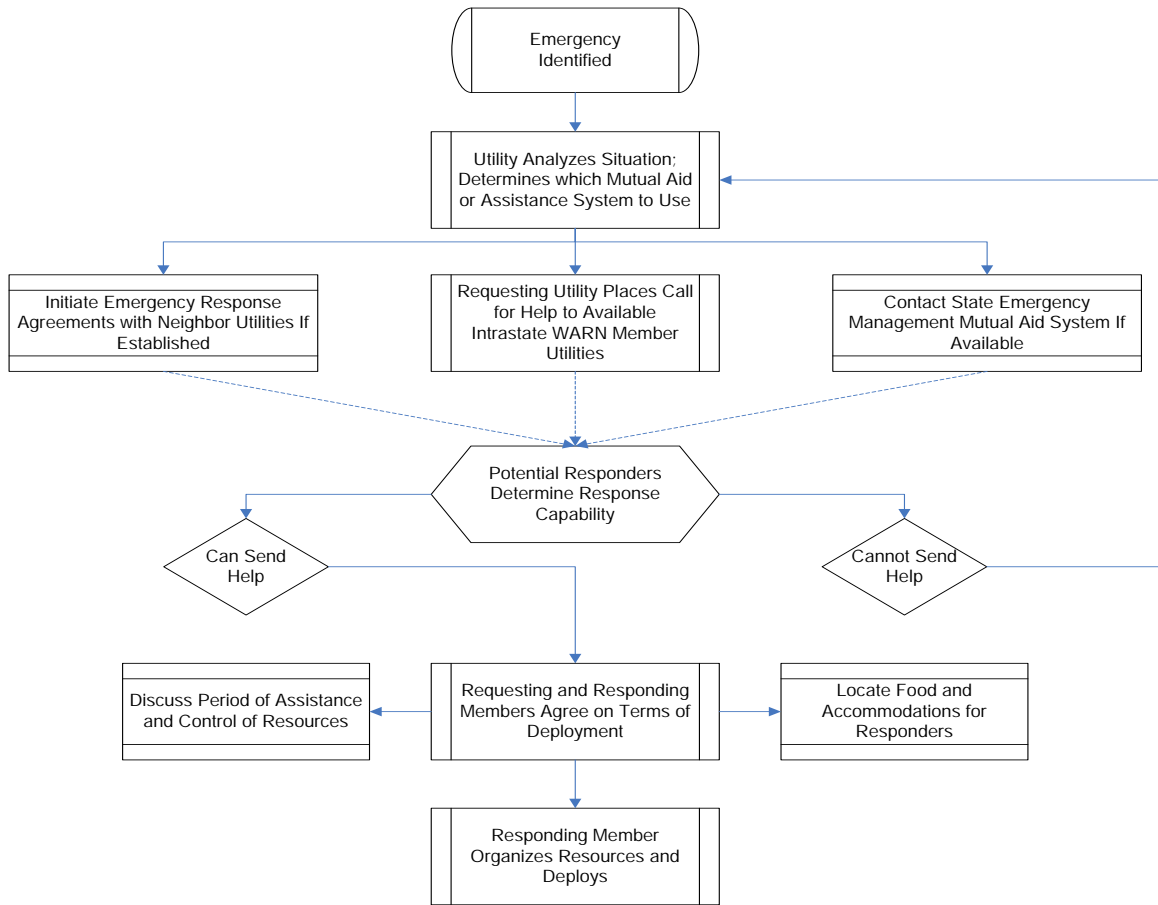 Emergency
Identified
Utility Analyzes Situation;
Determines which Mutual Aid
or Assistance System to Use
Initiate Emergency Response
Agreements with Neighbor Utilities If
Established
Requesting Utility Places Call
for Help to Available
Intrastate WARN Member
Utilities
Contact State Emergency
Management Mutual Aid System If
Available
Potential Responders
Determine Response
Capability
Can Send
Help
Cannot Send
Help
Discuss Period of Assistance
and Control of Resources
Requesting and Responding
Members Agree on Terms of
Deployment
Locate Food and
Accommodations for
Responders
Responding Member
Organizes Resources and
Deploys